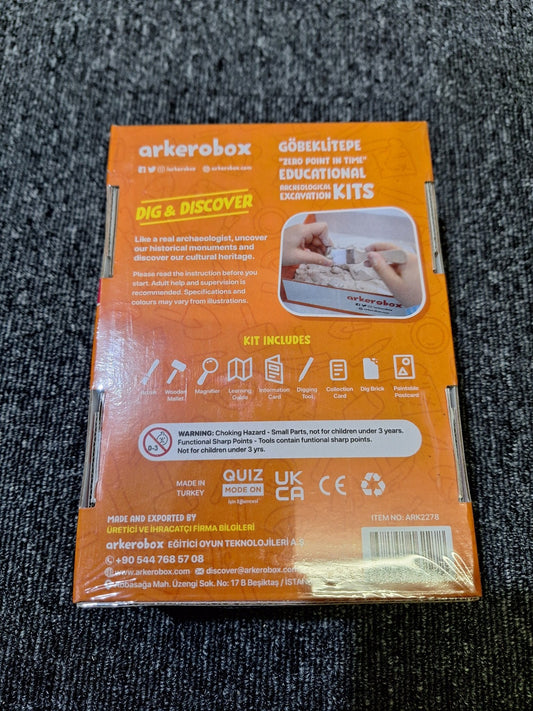 arkerobox
/arkerobox arkerobox.com
GÖBEKLİTEPE
"ZERO POINT IN TIME"
EDUCATIONAL
ARCHAEOLOGICAL
EXCAVATION KITS
DIG & DISCOVER
Like a real archaeologist, uncover
our historical monuments and
discover our cultural heritage.
Please read the instruction before you
start. Adult help and supervision is
recommended. Specifications and
colours may vary from illustrations.
arkerobox
KIT INCLUDES
Brush
Wooden
Mallet
Magnifier
Learning
Guide
Information
Card
Digging
Tool
Collection
Card
Dig Brick
Paintable
Postcard
0-3
WARNING: Choking Hazard - Small Parts, not for children under 3 years.
Functional Sharp Points - Tools contain funtional sharp points.
Not for children under 3 yrs.
MADE IN
TURKEY
QUIZ
MODE ON
UK
CA
CE
MADE AND EXPORTED BY
ÜRETİCİ VE İHRACATÇI FİRMA BİLGİLERİ
ITEM NO: ARK2278
arkerobox EĞİTİCİ OYUN TEKNOLOJİLERİ A.Ş.
+90 544 768 57 08
www.arkerobox.com discover@arkerobox.com
Abbasağa Mah. Üzengi Sok. No: 17 B Beşiktaş /